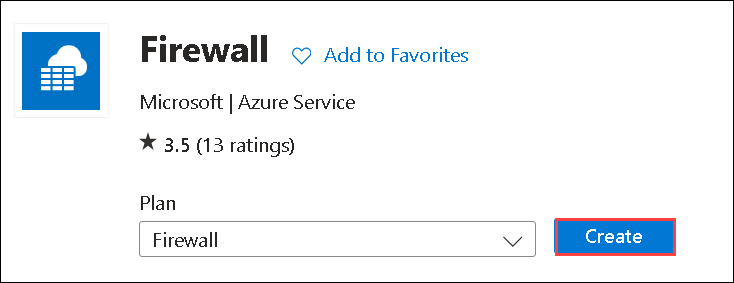 Firewall
Add to Favorites
Microsoft | Azure Service
3.5 (13 ratings)
Plan
Firewall
Create